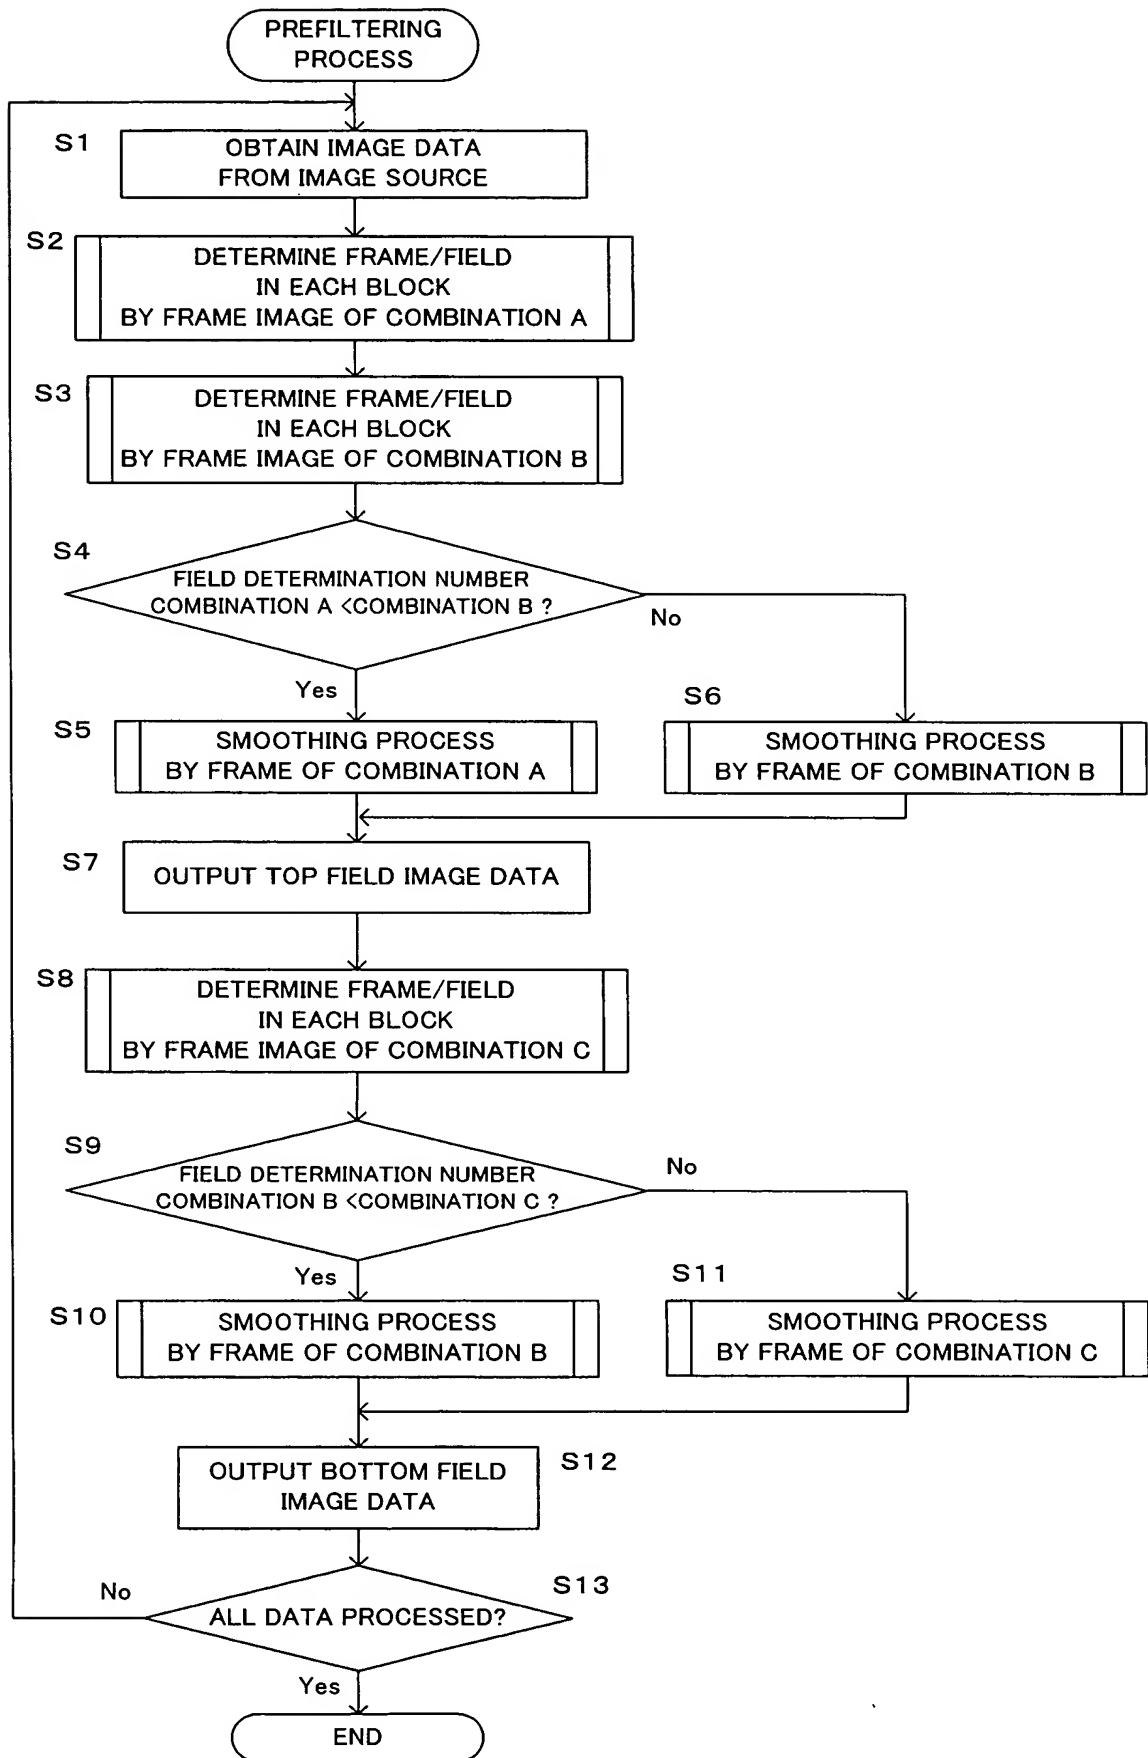 PREFILTERING
PROCESS
S1
OBTAIN IMAGE DATA
FROM IMAGE SOURCE
S2
DETERMINE FRAME/FIELD
IN EACH BLOCK
BY FRAME IMAGE OF COMBINATION A
S3
DETERMINE FRAME/FIELD
IN EACH BLOCK
BY FRAME IMAGE OF COMBINATION B
S4
FIELD DETERMINATION NUMBER
COMBINATION A <COMBINATION B ?
No
Yes
S5
SMOOTHING PROCESS
BY FRAME OF COMBINATION A
S6
SMOOTHING PROCESS
BY FRAME OF COMBINATION B
S7
OUTPUT TOP FIELD IMAGE DATA
S8
DETERMINE FRAME/FIELD
IN EACH BLOCK
BY FRAME IMAGE OF COMBINATION C
S9
FIELD DETERMINATION NUMBER
COMBINATION B <COMBINATION C ?
No
Yes
S10
SMOOTHING PROCESS
BY FRAME OF COMBINATION B
S11
SMOOTHING PROCESS
BY FRAME OF COMBINATION C
OUTPUT BOTTOM FIELD
IMAGE DATA
S12
No
ALL DATA PROCESSED?
S13
Yes
END